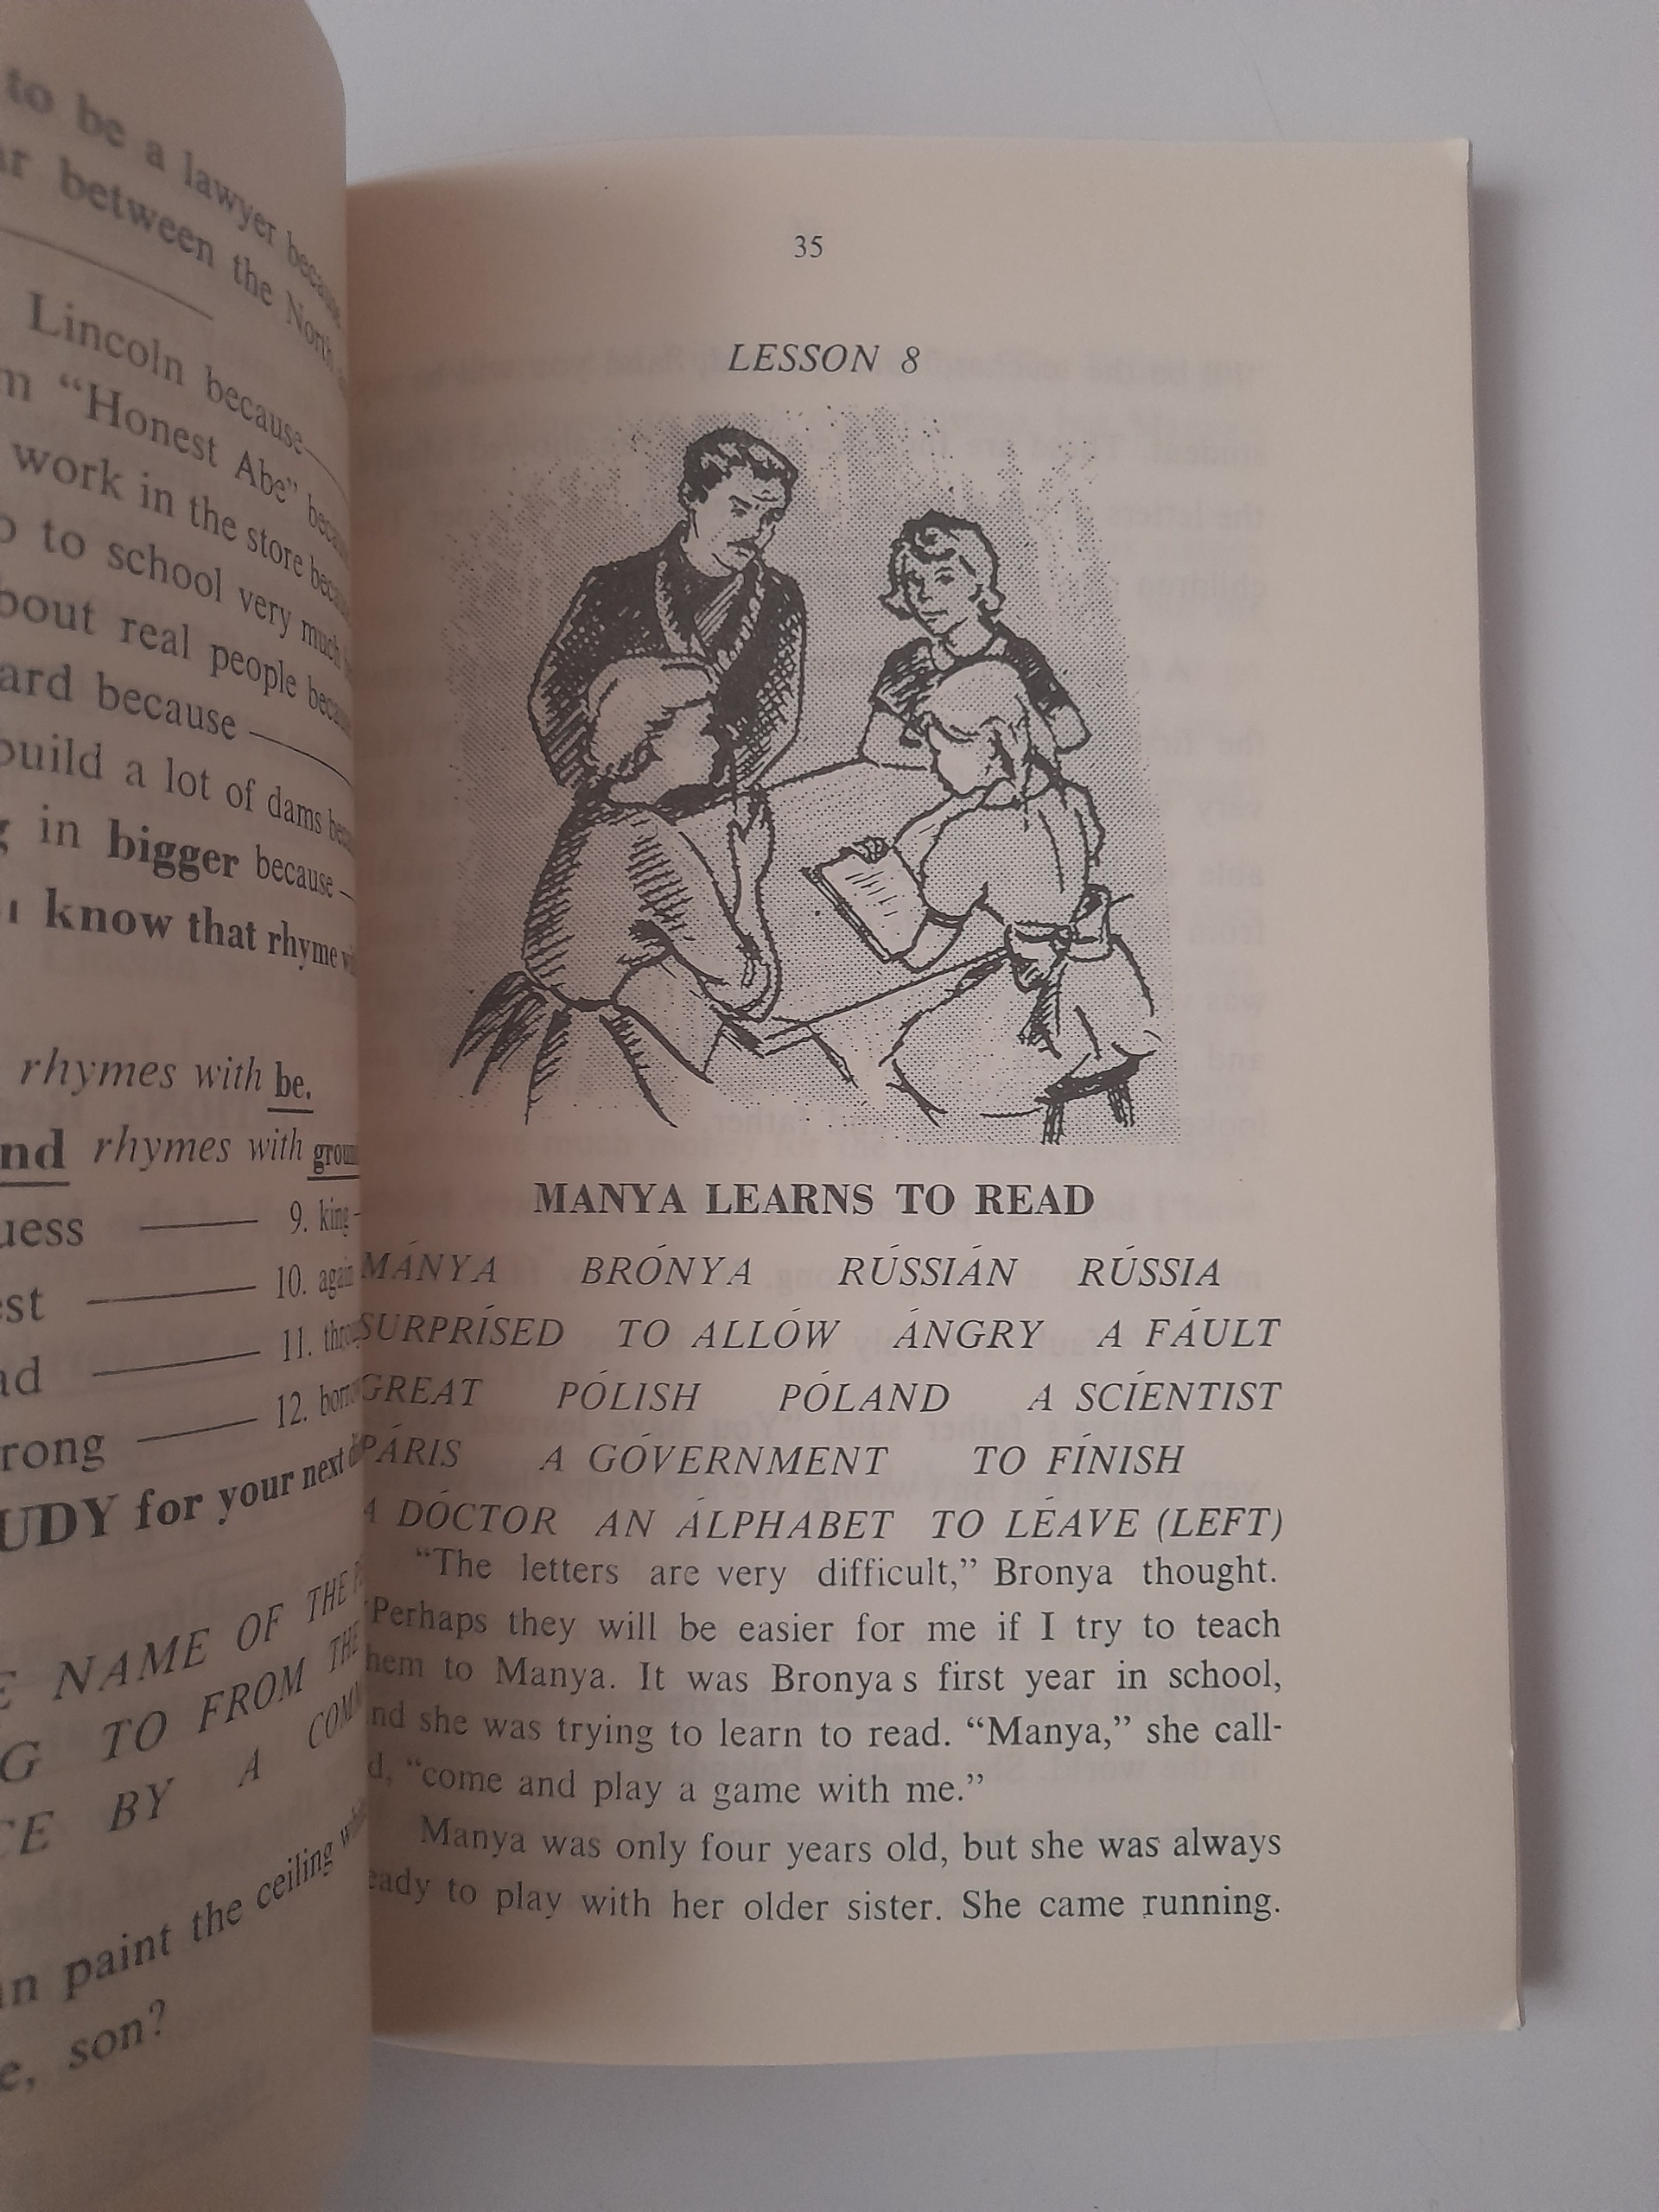 to be a lawyer because
between the North
Lincoln because
“Honest Abe”
work in the store
to school very much
about real people
because
build a lot of dams
in bigger because
know that rhyme
rhymes with be.
rhymes with
9. king
10. again
11.
12.
for your next
NAME OF THE
TO FROM THE
BY A
paint the ceiling
son?
35
LESSON 8
MANYA LEARNS TO READ
MÁNYA BRÓNYA RÚSSIÁN RÚSSIA
SURPRÍSED TO ALLÓW ÁNGRY A FÁULT
GREAT PÓLISH PÓLAND A SCÍENTIST
PÁRIS A GÓVERNMENT TO FÍNISH
A DÓCTOR AN ÁLPHABET TO LÉAVE (LEFT)
“The letters are very difficult,” Bronya thought.
Perhaps they will be easier for me if I try to teach
hem to Manya. It was Bronya s first year in school,
nd she was trying to learn to read. “Manya,” she call-
d, “come and play a game with me.”
Manya was only four years old, but she was always
eady to play with her older sister. She came running.